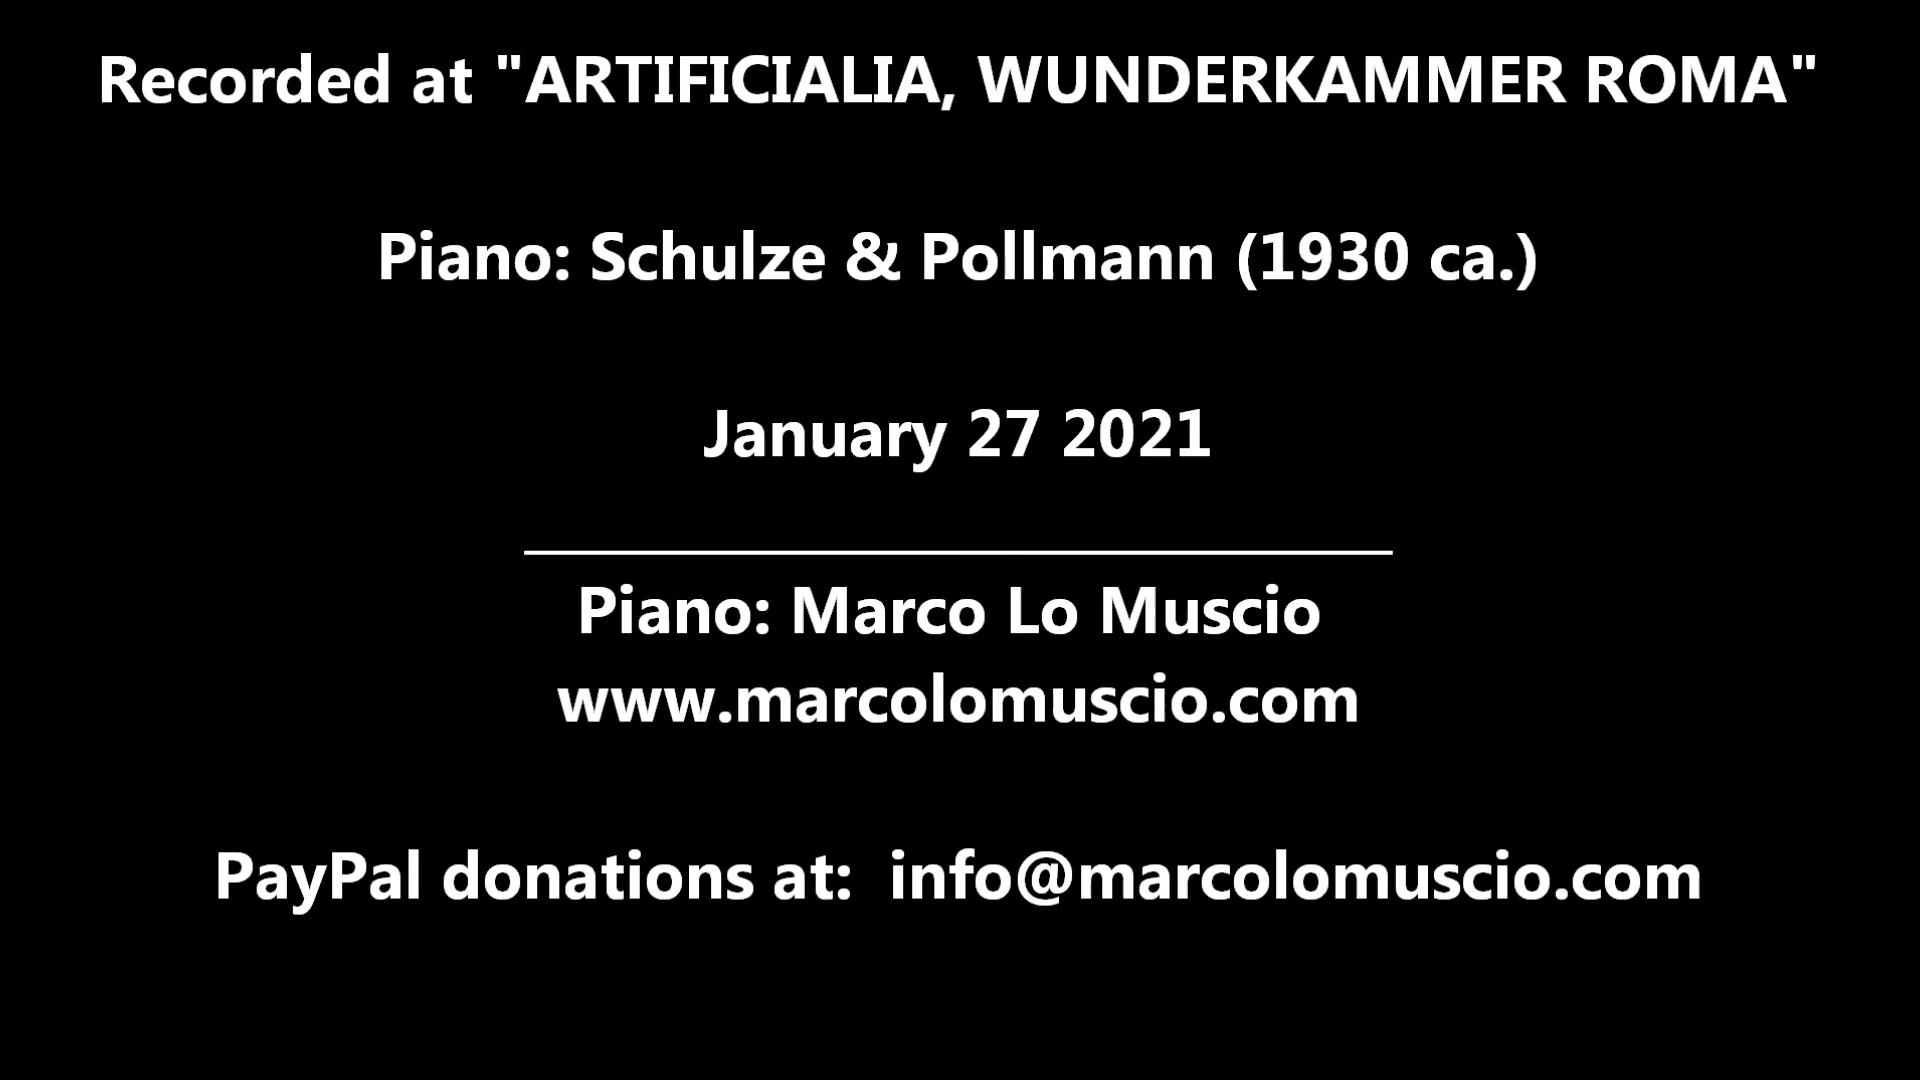 Recorded at "ARTIFICIALIA, WUNDERKAMMER ROMA"
Piano: Schulze & Pollmann (1930 ca.)
January 27 2021
Piano: Marco Lo Muscio
www.marcolomuscio.com
PayPal donations at:  info@marcolomuscio.com